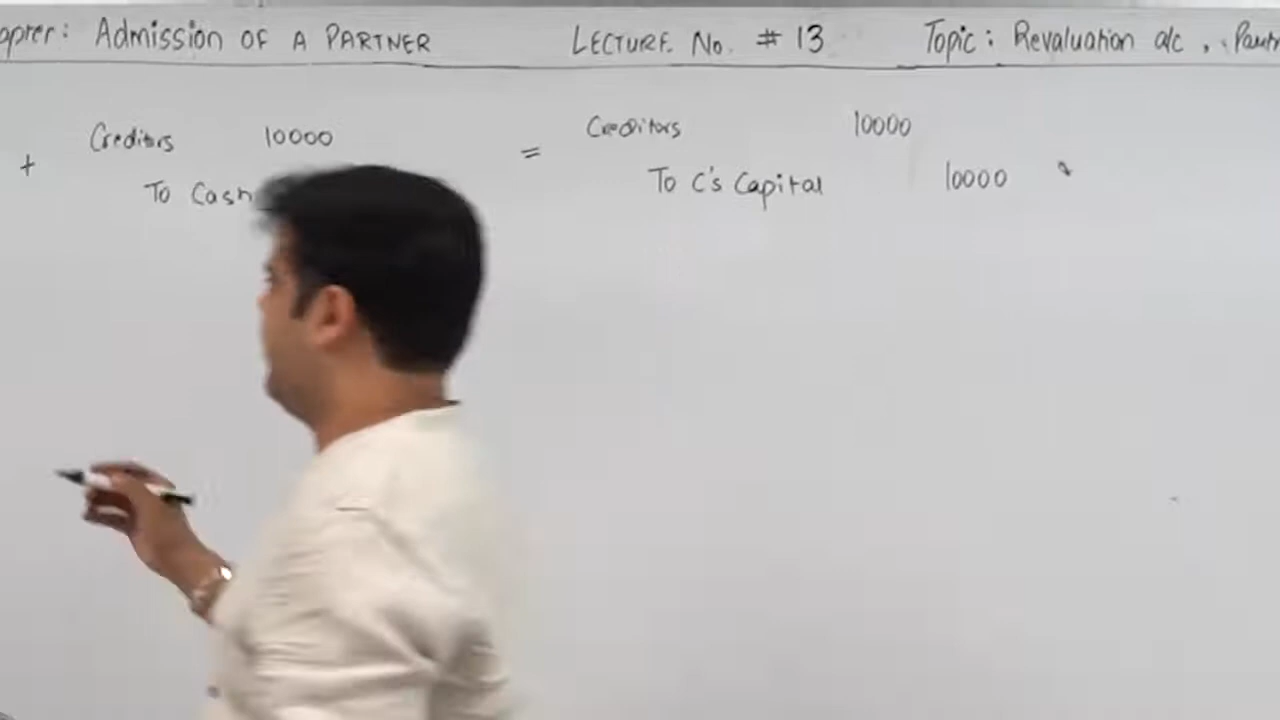 apter: Admission OF A PARTNER LECTURE No. # 13 Topic: Revaluation a/c,
+ Creditors 10000 = Creditors 10000
To Cash To C's Capital 10000